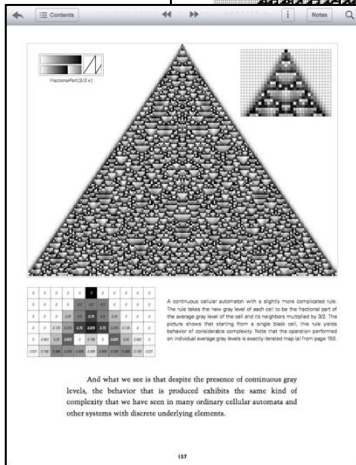 Contents
i
Notes
FractionalPart[3/2 x]
A continuous cellular automaton with a slightly more complicated rule.
The rule takes the new gray level of each cell to be the fractional part of
the average gray level of the cell and its neighbors multiplied by 3/2. The
picture shows that starting from a single black cell, this rule yields
behavior of considerable complexity. Note that the operation performed
on individual average gray levels is exactly iterated map (a) from page 150.
And what we see is that despite the presence of continuous gray
levels, the behavior that is produced exhibits the same kind of
complexity that we have seen in many ordinary cellular automata and
other systems with discrete underlying elements.
157